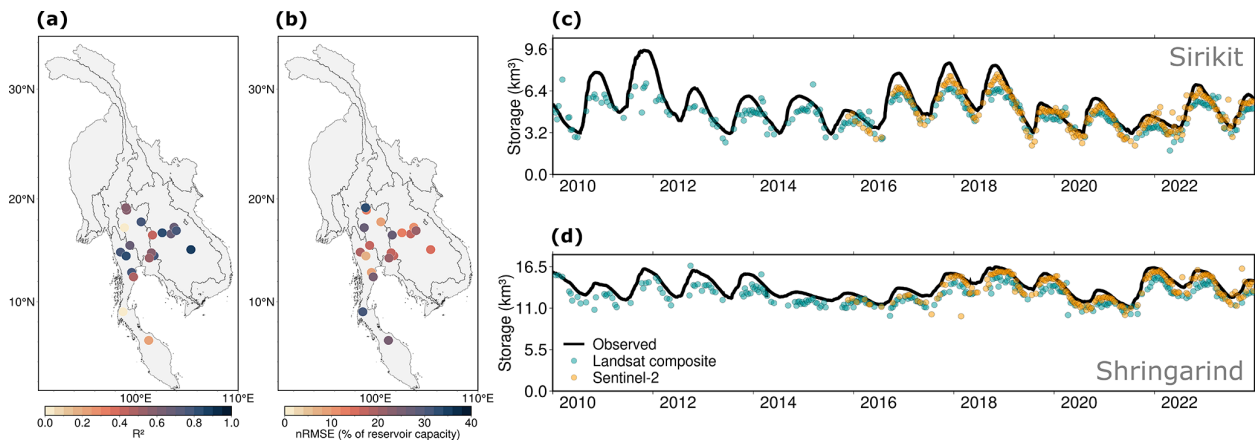 (a)
30°N
20°N
10°N
100°E 110°E
0.0 0.2 0.4 0.6 0.8 1.0
R²
(b)
100°E 110°E
0 10 20 30 40
nRMSE (% of reservoir capacity)
(c)
Sirikit
Storage (km³)
9.6
6.4
3.2
0.0
2010 2012 2014 2016 2018 2020 2022
(d)
Storage (km³)
16.5
11.0
5.5
0.0
Observed
Landsat composite
Sentinel-2
Shringarind
2010 2012 2014 2016 2018 2020 2022